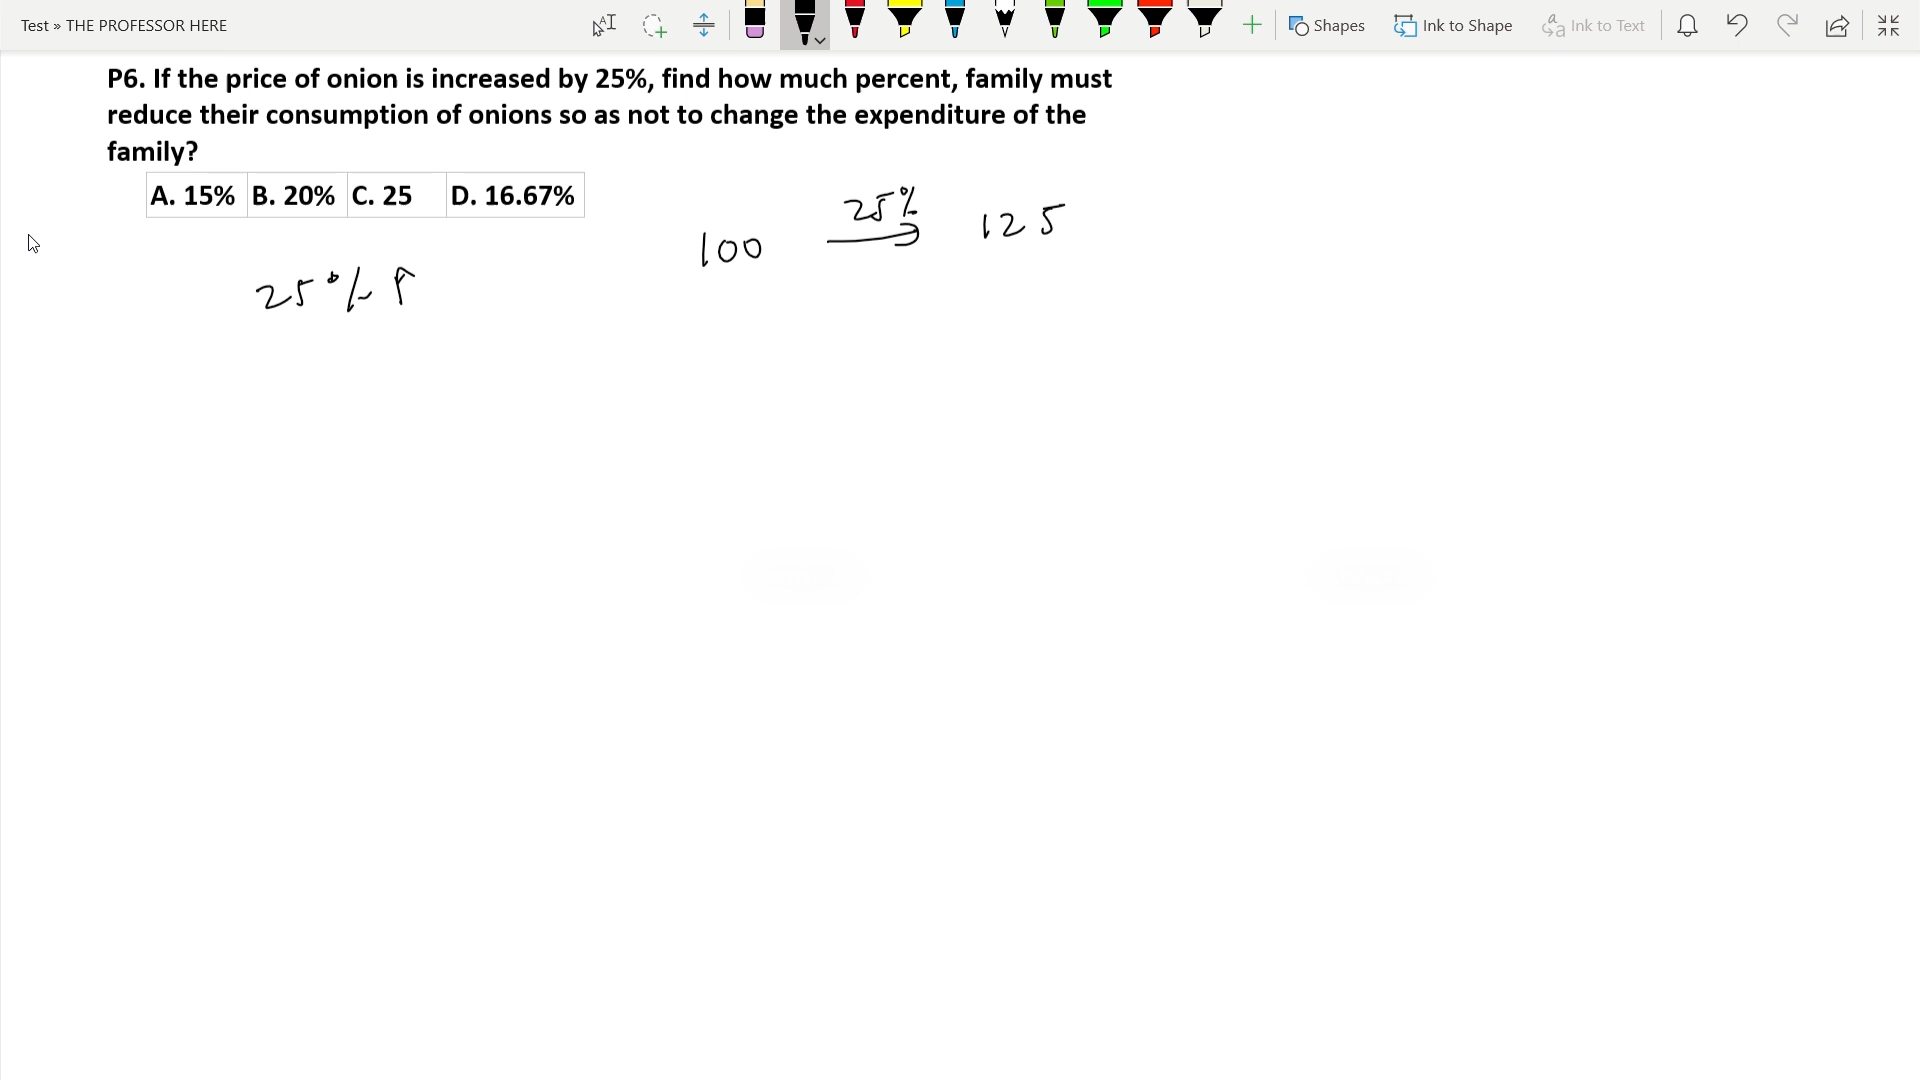 Test » THE PROFESSOR HERE
Shapes
Ink to Shape
Ink to Text
P6. If the price of onion is increased by 25%, find how much percent, family must
reduce their consumption of onions so as not to change the expenditure of the
family?
A. 15% B. 20% C. 25 D. 16.67%
25%
100 → 125
25% ↑